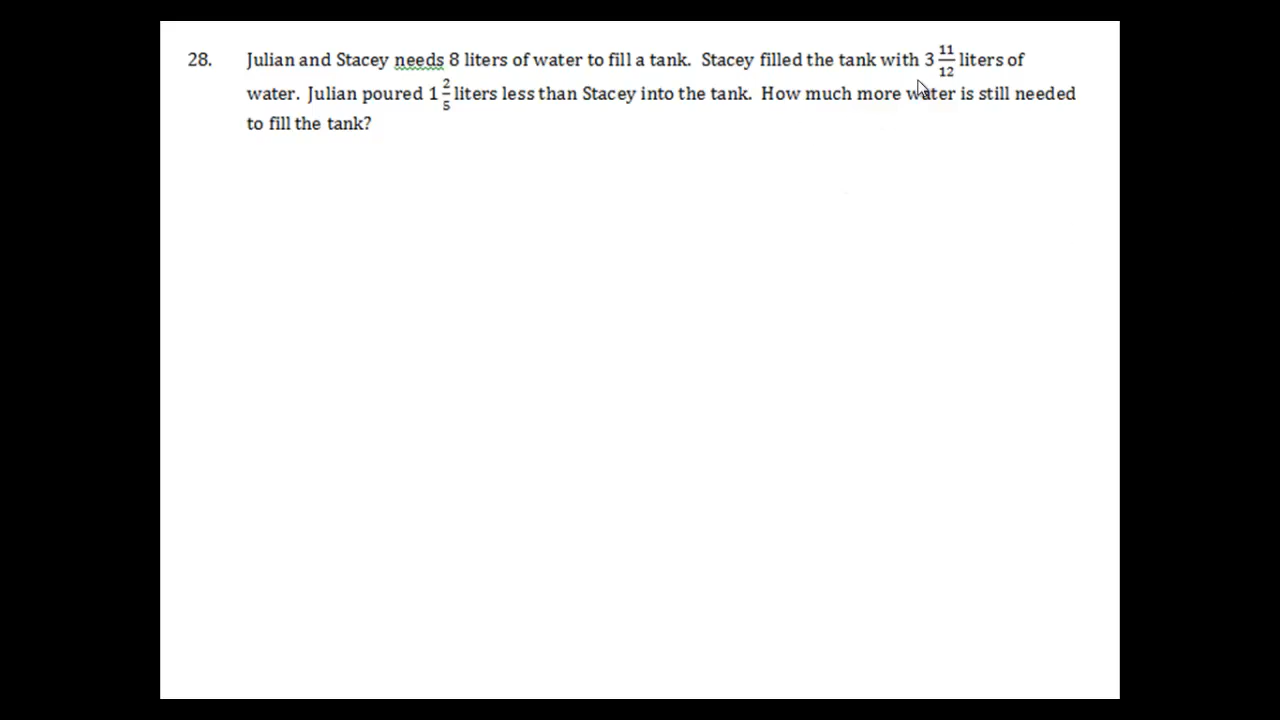 28. Julian and Stacey needs 8 liters of water to fill a tank. Stacey filled the tank with 3 11/12 liters of
water. Julian poured 1 2/5 liters less than Stacey into the tank. How much more water is still needed
to fill the tank?